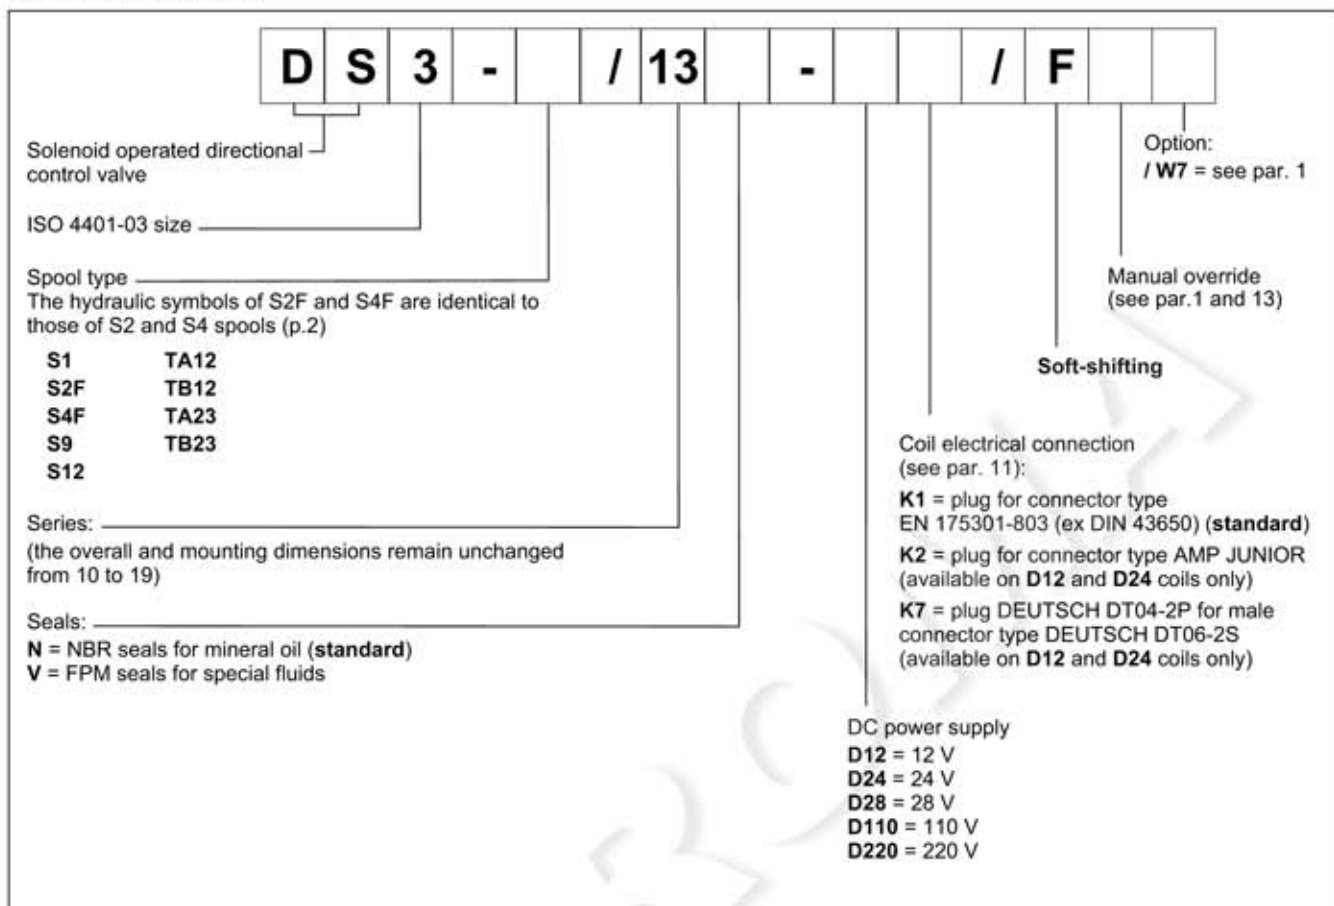 D S 3 - / 13 - / F
Solenoid operated directional
control valve
ISO 4401-03 size
Spool type
The hydraulic symbols of S2F and S4F are identical to
those of S2 and S4 spools (p.2)
S1 TA12
S2F TB12
S4F TA23
S9 TB23
S12
Series:
(the overall and mounting dimensions remain unchanged
from 10 to 19)
Seals:
N = NBR seals for mineral oil (standard)
V = FPM seals for special fluids
Option:
/ W7 = see par. 1
Manual override
(see par.1 and 13)
Soft-shifting
Coil electrical connection
(see par. 11):
K1 = plug for connector type
EN 175301-803 (ex DIN 43650) (standard)
K2 = plug for connector type AMP JUNIOR
(available on D12 and D24 coils only)
K7 = plug DEUTSCH DT04-2P for male
connector type DEUTSCH DT06-2S
(available on D12 and D24 coils only)
DC power supply
D12 = 12 V
D24 = 24 V
D28 = 28 V
D110 = 110 V
D220 = 220 V